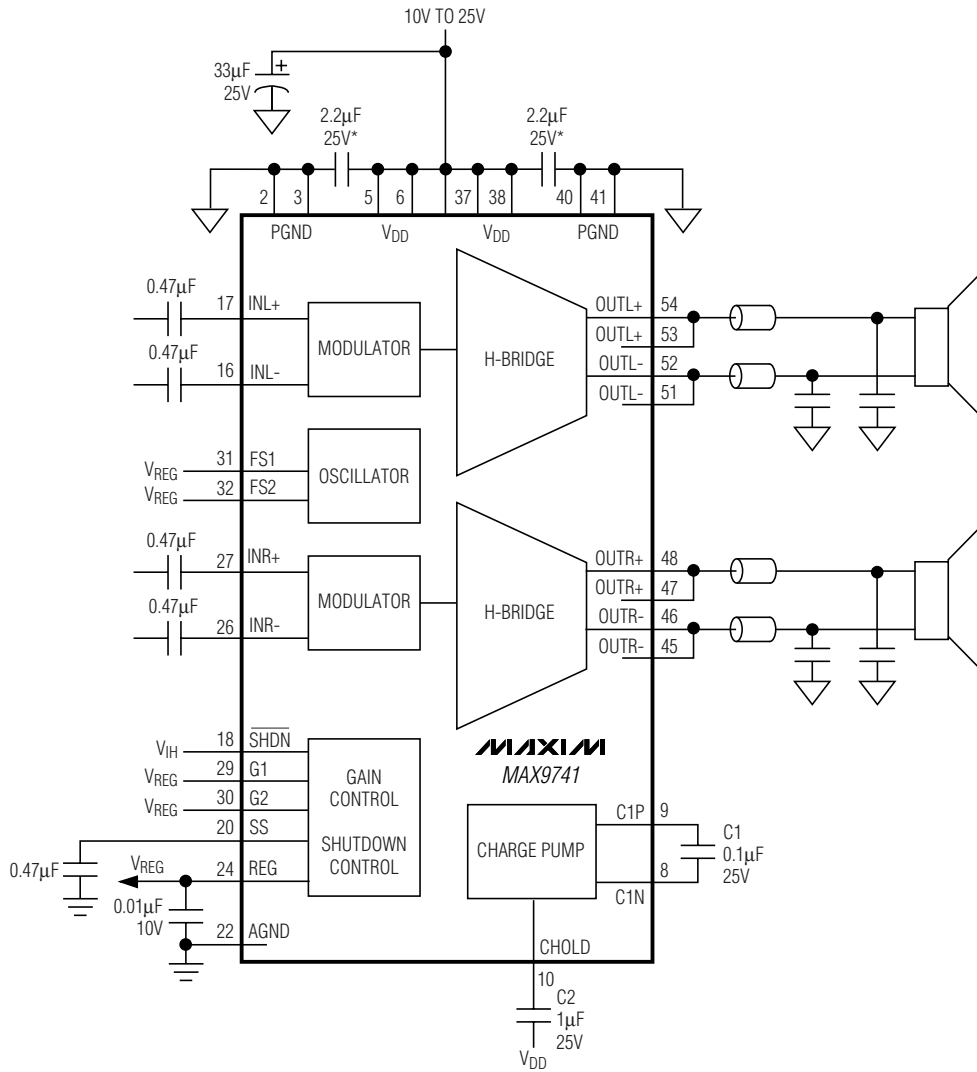 10V TO 25V
33µF
25V
+
2.2µF
25V*
2.2µF
25V*
2 3 5 6 37 38 40 41
PGND VDD VDD PGND
0.47µF
17 INL+
0.47µF
16 INL-
MODULATOR
H-BRIDGE
OUTL+ 54
OUTL+ 53
OUTL- 52
OUTL- 51
VREG 31 FS1
VREG 32 FS2
OSCILLATOR
0.47µF
27 INR+
0.47µF
26 INR-
MODULATOR
H-BRIDGE
OUTR+ 48
OUTR+ 47
OUTR- 46
OUTR- 45
VIH 18 SHDN
VREG 29 G1
VREG 30 G2
20 SS
0.47µF
VREG 24 REG
0.01µF
10V
22 AGND
GAIN
CONTROL
SHUTDOWN
CONTROL
MAXIM
MAX9741
CHARGE PUMP
C1P 9
8
C1N
C1
0.1µF
25V
CHOLD
10
C2
1µF
25V
VDD